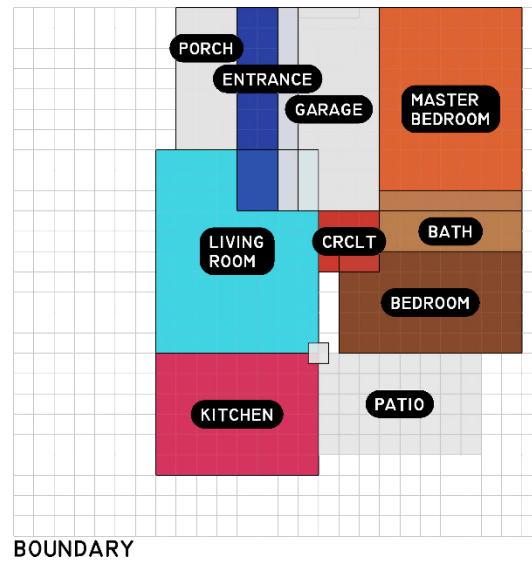 PORCH
ENTRANCE
GARAGE
MASTER
BEDROOM
LIVING
ROOM
CRCLT
BATH
BEDROOM
KITCHEN
PATIO
BOUNDARY